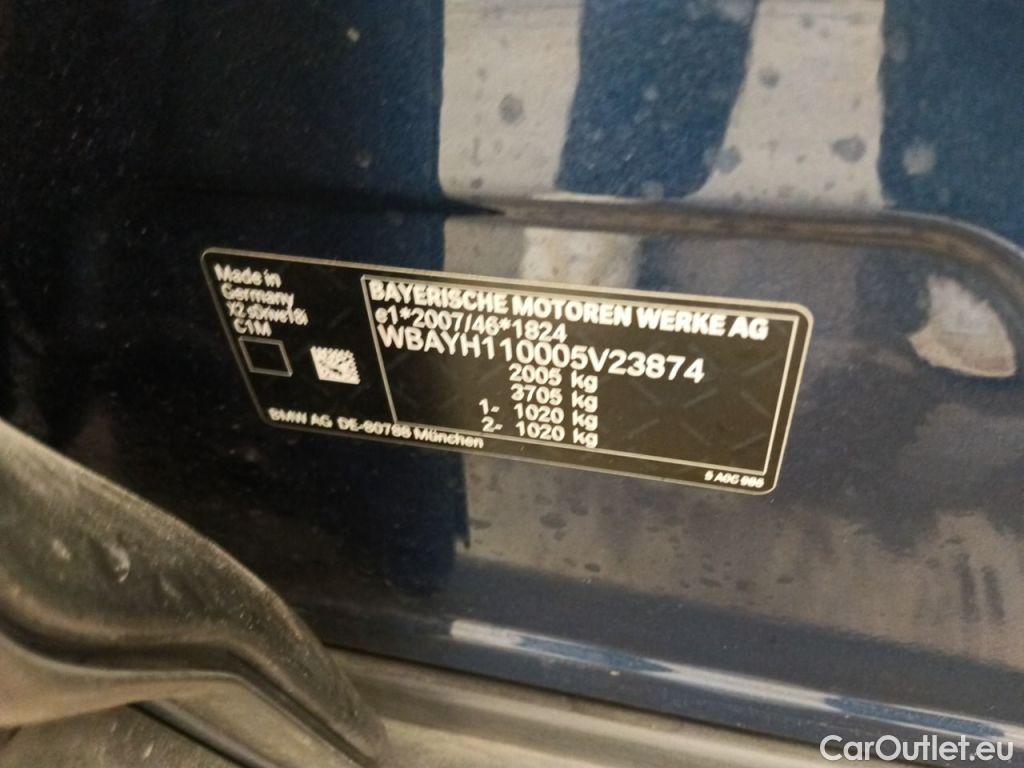 Made in
Germany
X2 sDrive18i
C1M
BMW AG DE-80788 München
BAYERISCHE MOTOREN WERKE AG
e1*2007/46*1824
WBAYH110005V23874
2005 kg
3705 kg
1- 1020 kg
2- 1020 kg
CarOutlet.eu